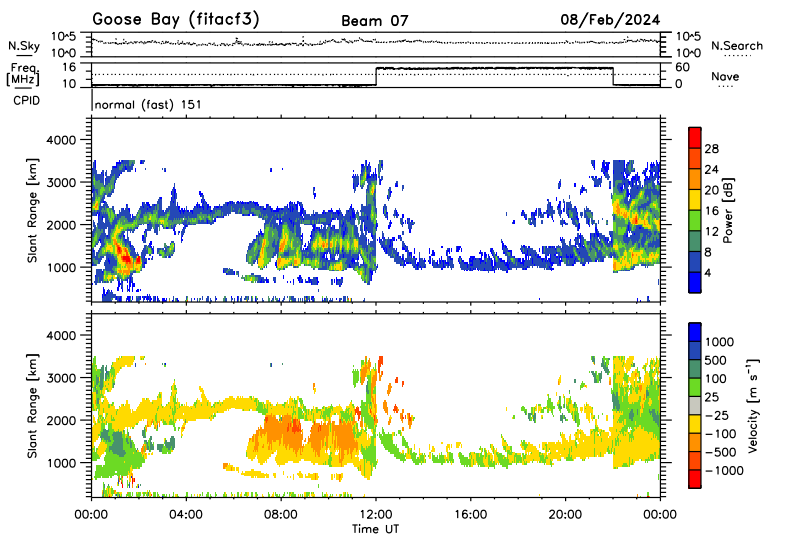 Goose Bay (fitacf3) Beam 07 08/Feb/2024
N.Sky 10^5 10^0 10^5 10^0 N.Search
Freq. [MHz] 16 10 60 0 Nave
CPID normal (fast) 151
Slant Range [km] 4000 3000 2000 1000
Power [dB] 28 24 20 16 12 8 4
Slant Range [km] 4000 3000 2000 1000
Velocity [m s⁻¹] 1000 500 100 25 −25 −100 −500 −1000
00:00 04:00 08:00 12:00 16:00 20:00 00:00
Time UT